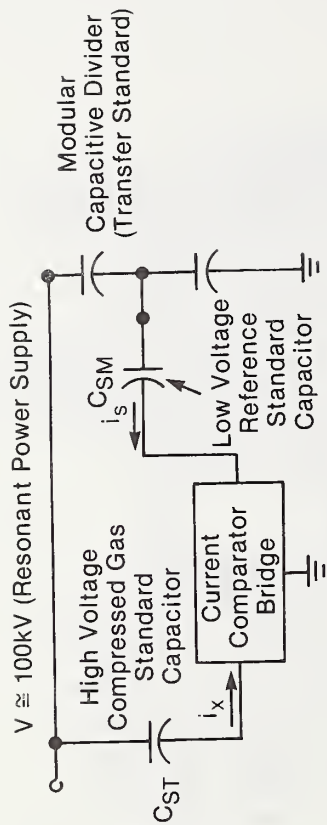 V ≅ 100kV (Resonant Power Supply)
High Voltage
Compressed Gas
Standard
Capacitor
C_ST
i_x
Current
Comparator
Bridge
i_s
C_SM
Low Voltage
Reference
Standard
Capacitor
Modular
Capacitive Divider
(Transfer Standard)